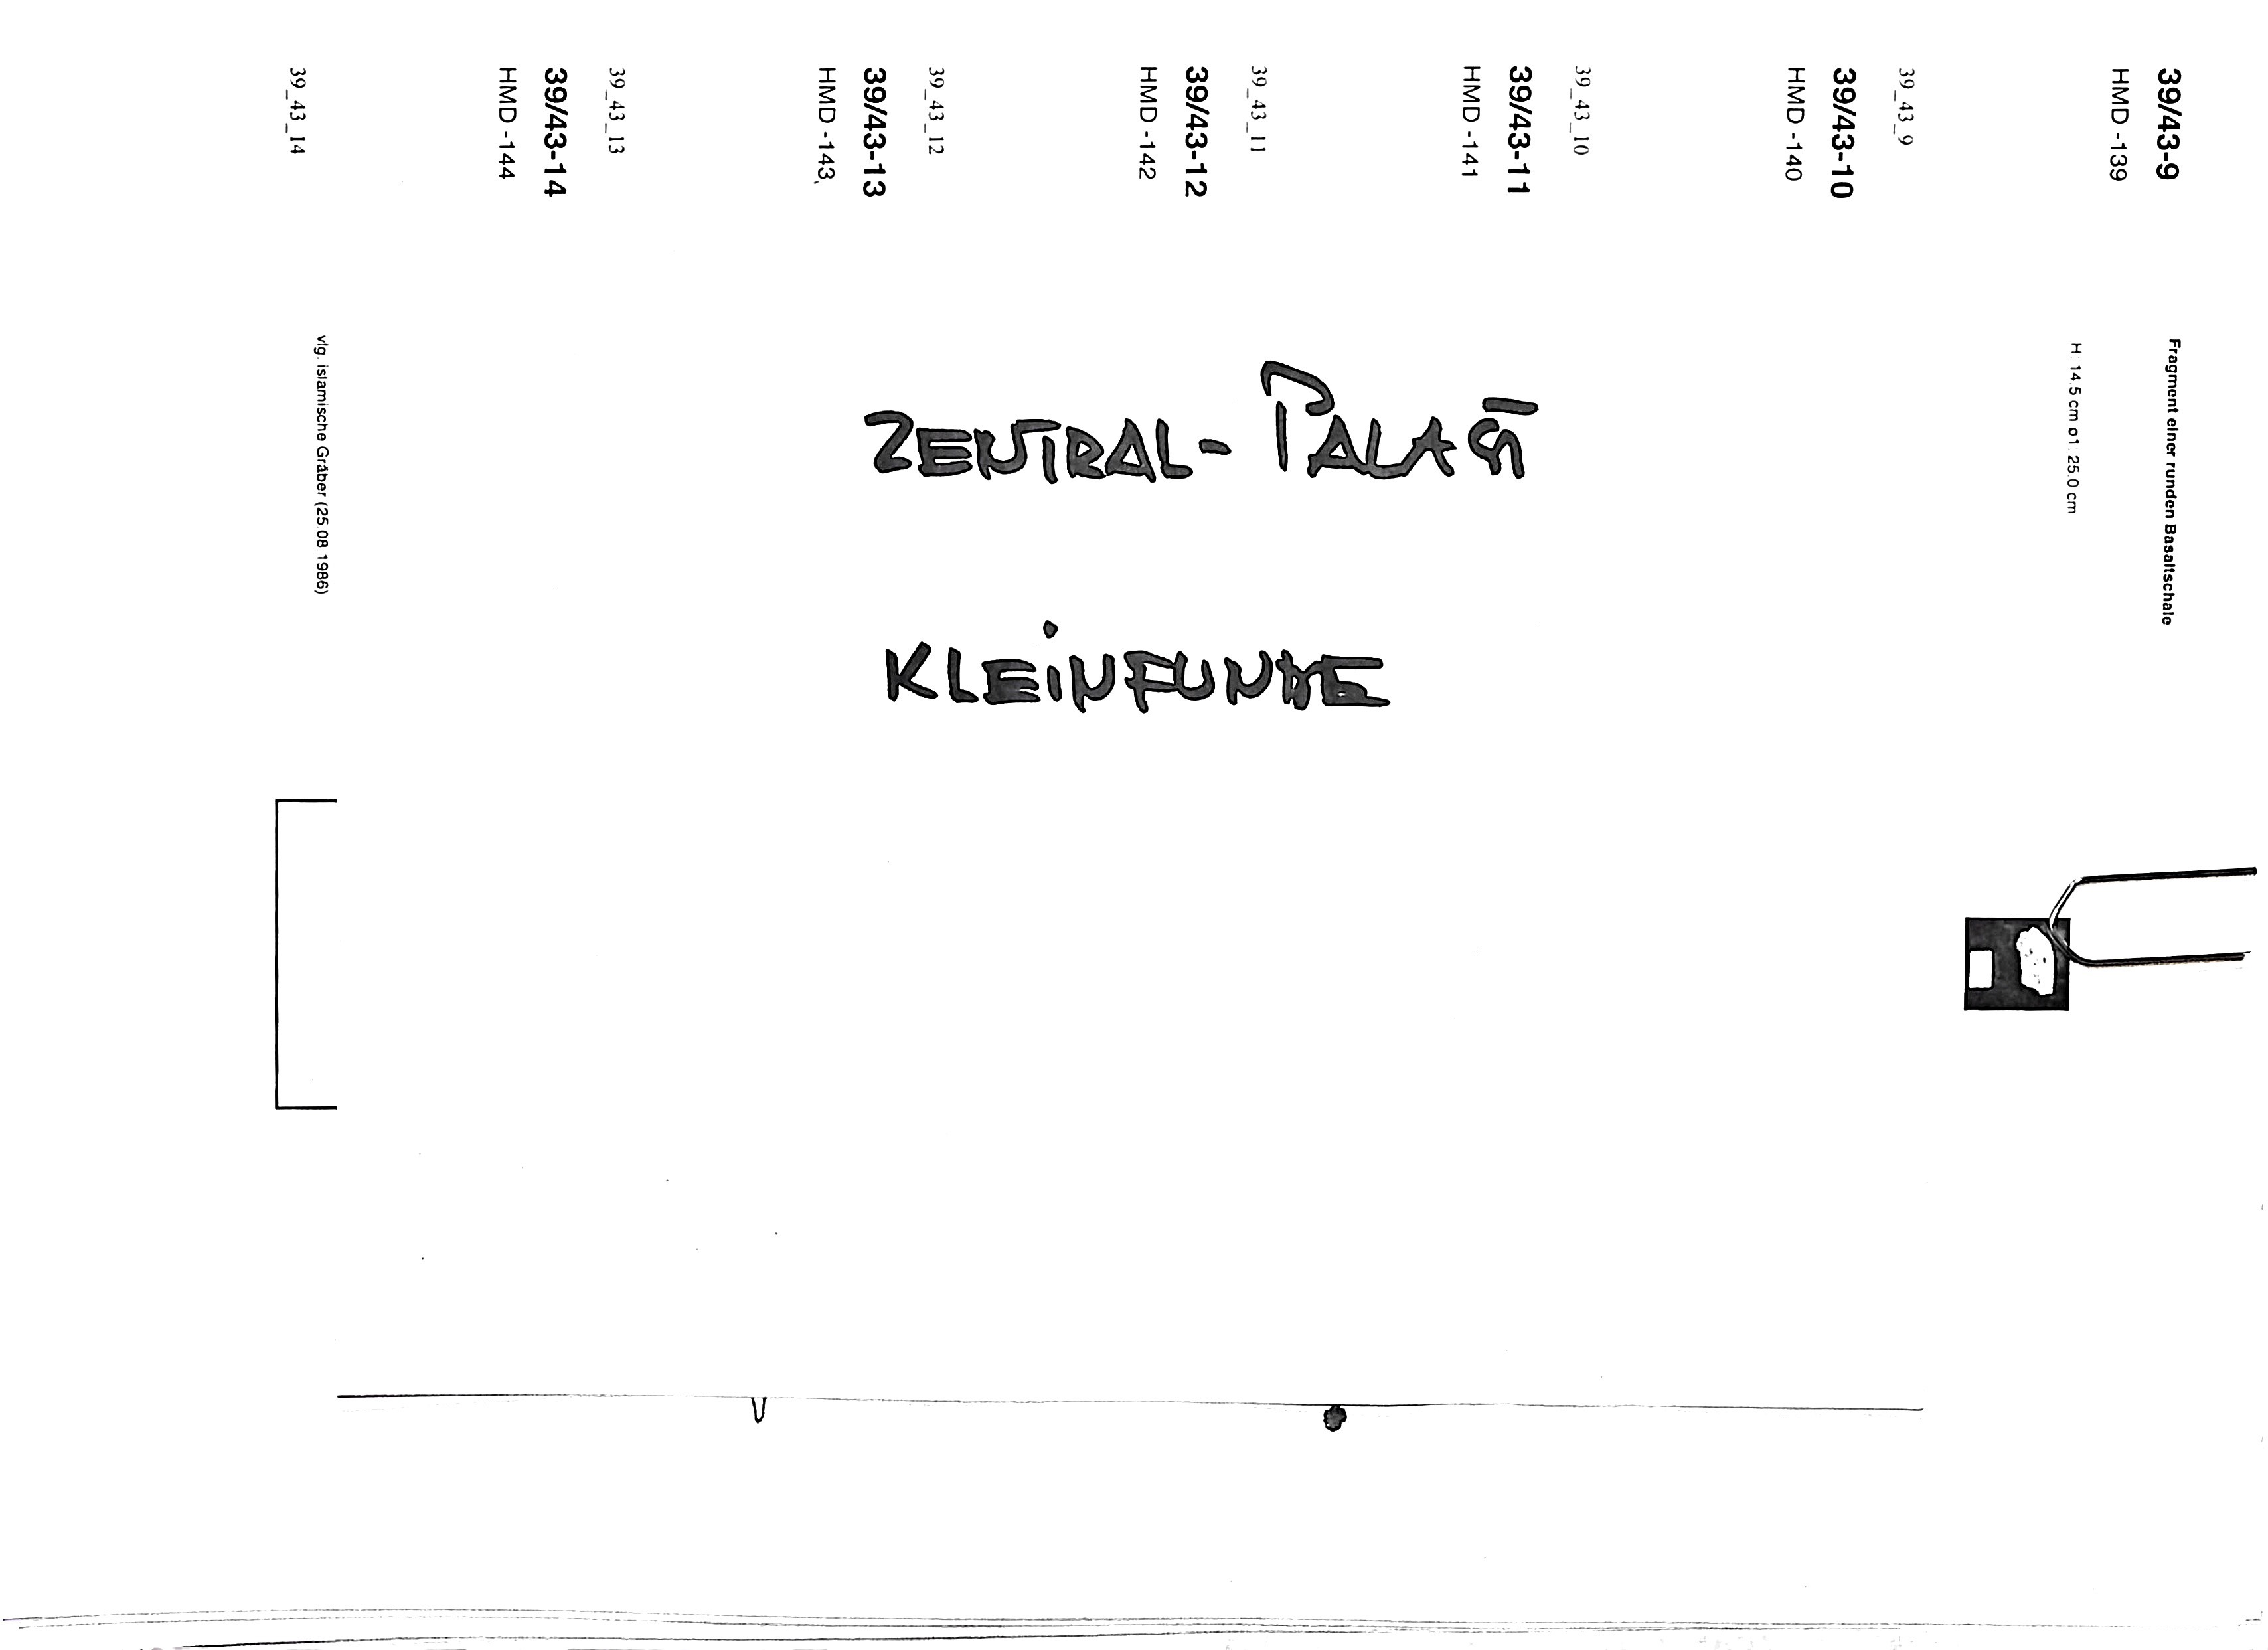 ZENTRAL-PALAST
KLEINFUNDE
39/43-9
Fragment einer runden Basaltschale
HMD -139
H: 14,5 cm o1: 25.0 cm
39_43_9
39/43-10
HMD -140
39_43_10
39/43-11
HMD -141
39_43_11
39/43-12
HMD -142
39_43_12
39/43-13
HMD -143
39_43_13
39/43-14
HMD -144
vlg. islamische Gräber (25.08 1986)
39_43_14